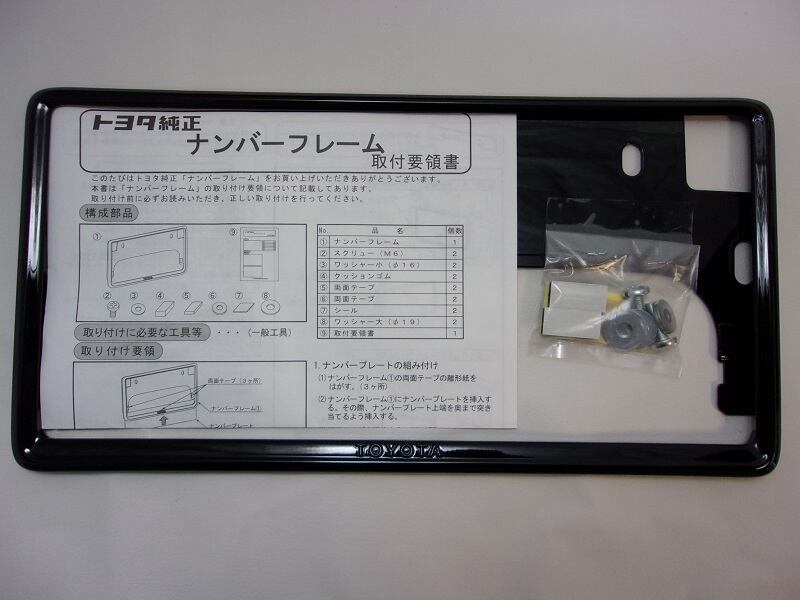 トヨタ純正
ナンバーフレーム
取付要領書
このたびはトヨタ純正「ナンバーフレーム」をお買い上げいただきありがとうございます。
本書は「ナンバーフレーム」の取り付け要領について記載してあります。
取り付け前に必ずお読みいただき、正しい取り付けを行ってください。
構成部品
① ⑨
② ③ ④ ⑤ ⑥ ⑦ ⑧
No. 品 名 個数
① ナンバーフレーム 1
② スクリュー(M6) 2
③ ワッシャー小(φ16) 2
④ クッションゴム 2
⑤ 両面テープ 2
⑥ 両面テープ 2
⑦ シール 2
⑧ ワッシャー大(φ19) 2
⑨ 取付要領書 1
取り付けに必要な工具等 ・・・(一般工具)
取り付け要領
両面テープ(3ヶ所)
ナンバーフレーム①
ナンバープレート
1. ナンバープレートの組み付け
(1) ナンバーフレーム①の両面テープの離形紙を
はがす。(3ヶ所)
(2) ナンバーフレーム①にナンバープレートを挿入す
る。その際、ナンバープレート上端を奥まで突き
当てるよう挿入する。
TOYOTA